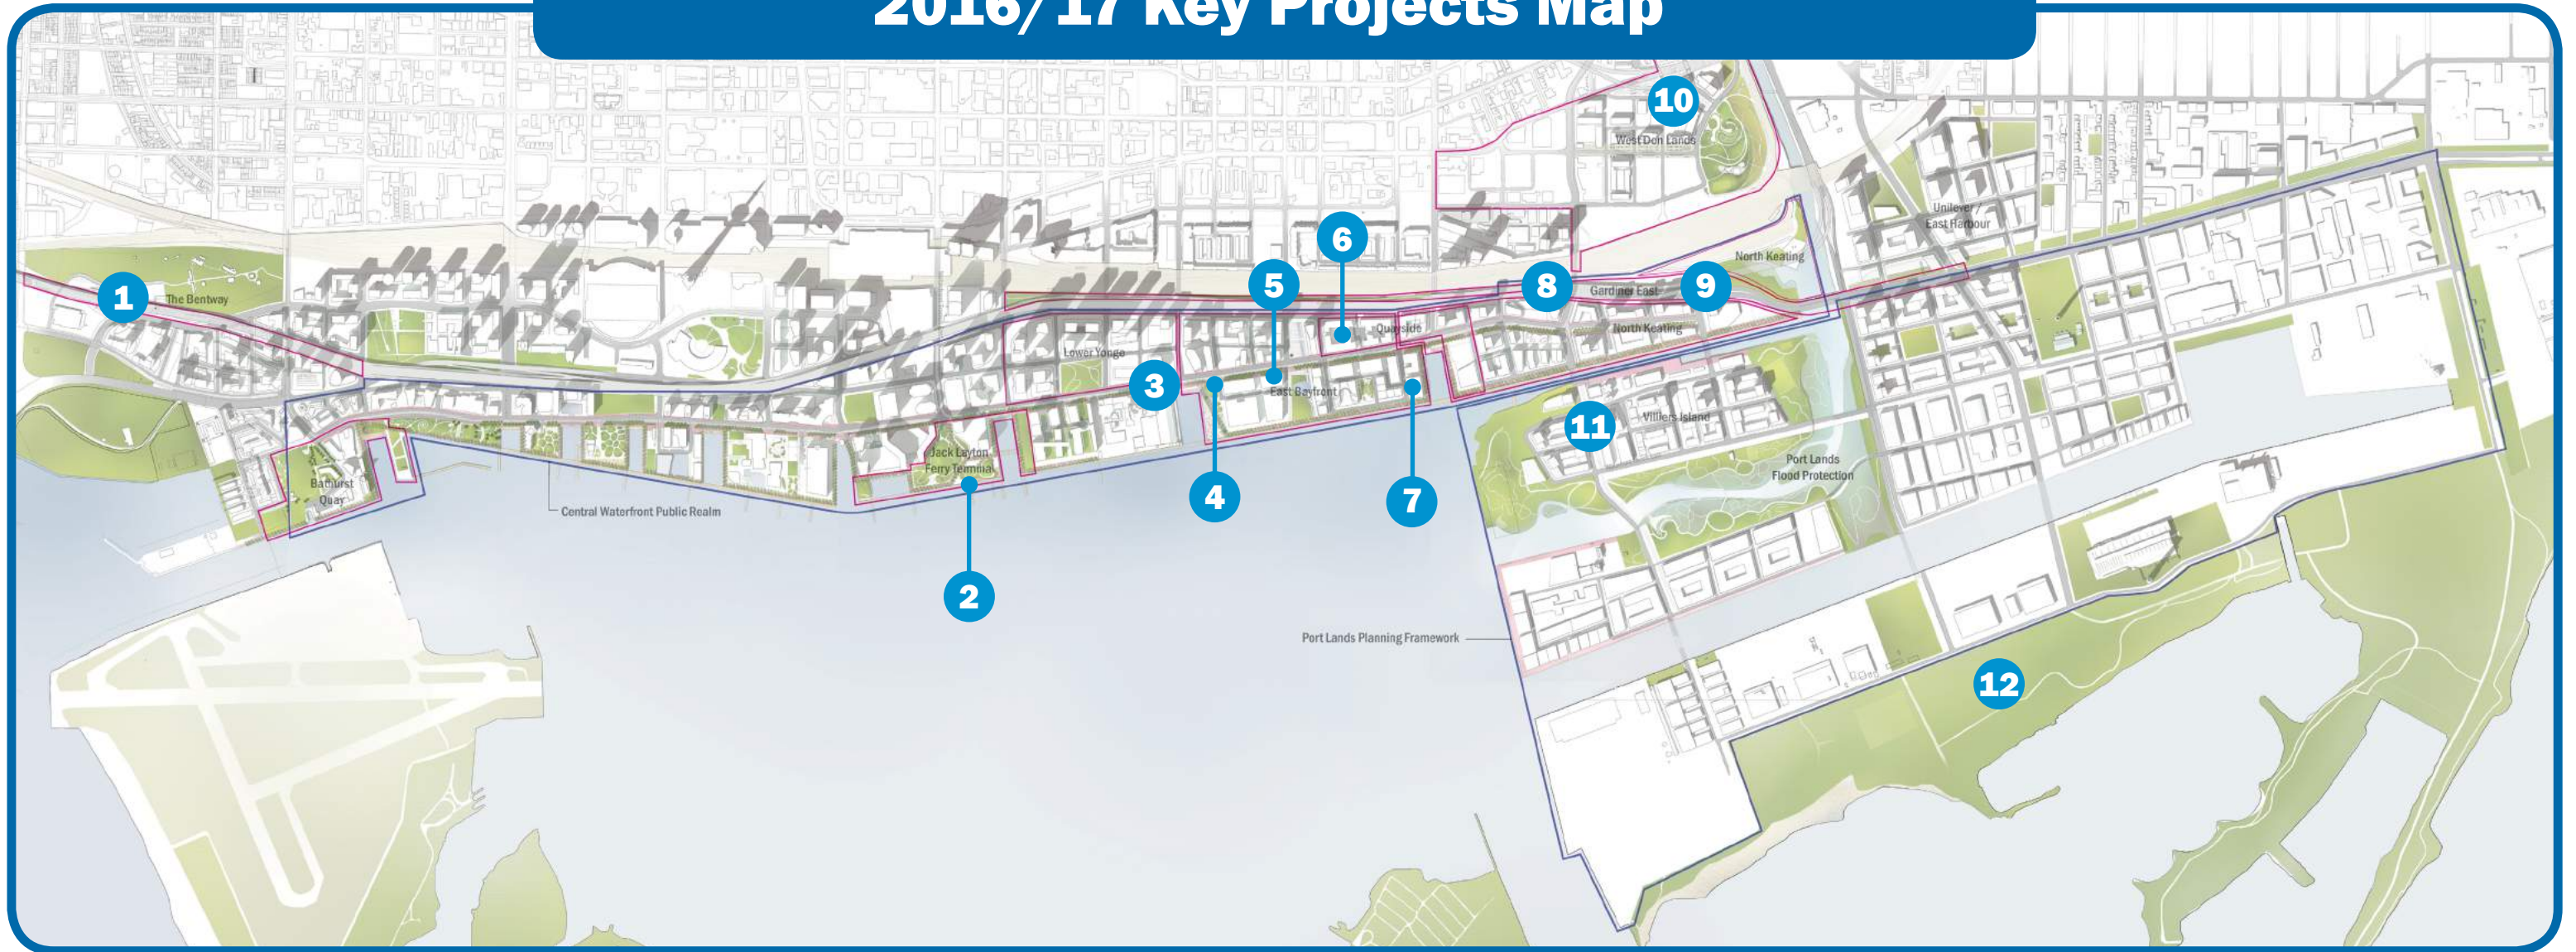 2016/17 Key Projects Map
10
West Don Lands
Unilever /
East Harbour
6
North Keating
5
8
Gardiner East
9
1
The Bentway
Quayside
North Keating
Lower Yonge
3
East Bayfront
11
Villiers Island
Jack Layton
Ferry Terminal
Port Lands
Flood Protection
Bathurst
Quay
4
7
Central Waterfront Public Realm
2
Port Lands Planning Framework
12